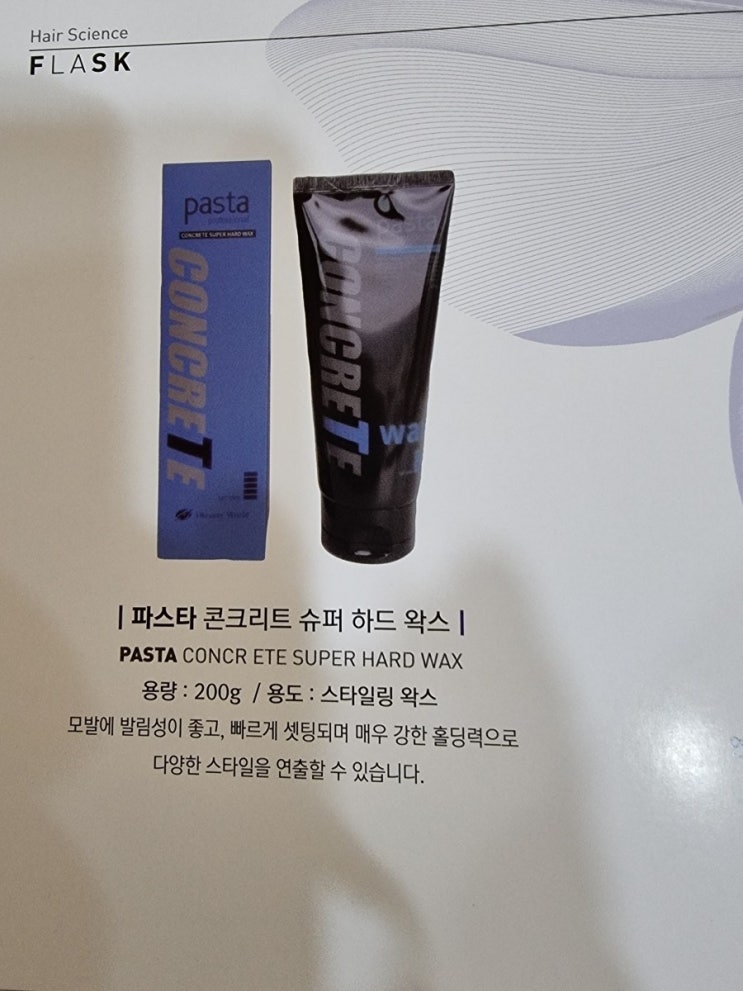 Hair Science
FLASK
pasta
professional
CONCRETE SUPER HARD WAX
CONCRETE
CONCRETE
| 파스타 콘크리트 슈퍼 하드 왁스 |
PASTA CONCR ETE SUPER HARD WAX
용량 : 200g / 용도 : 스타일링 왁스
모발에 발림성이 좋고, 빠르게 셋팅되며 매우 강한 홀딩력으로
다양한 스타일을 연출할 수 있습니다.